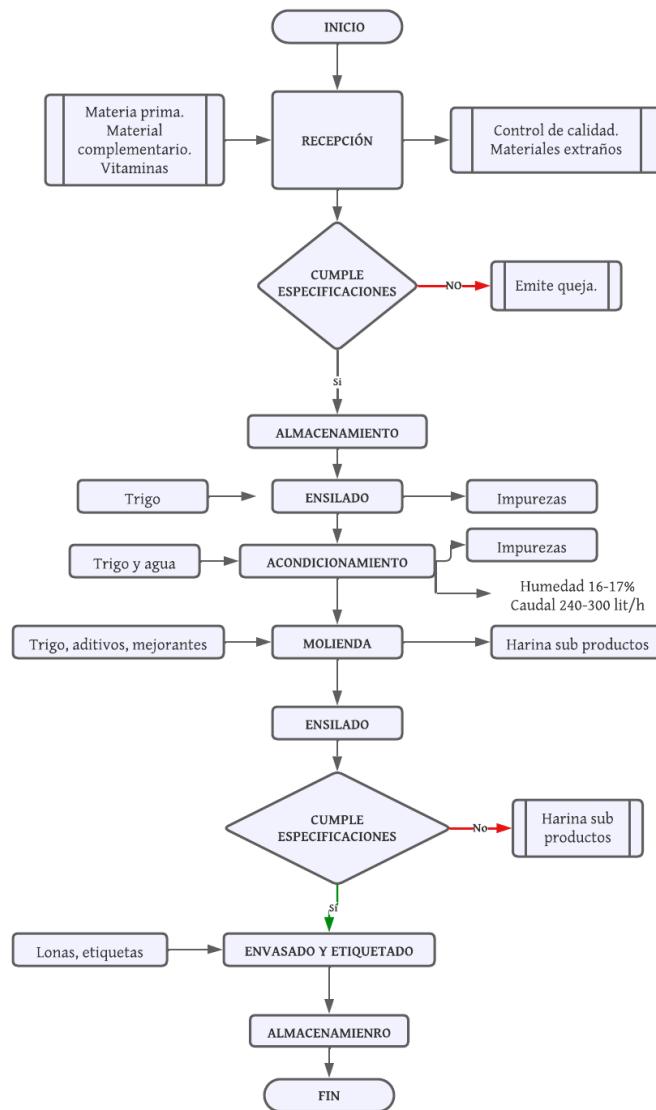 INICIO
Materia prima.
Material
complementario.
Vitaminas
RECEPCIÓN
Control de calidad.
Materiales extraños
CUMPLE
ESPECIFICACIONES
NO
Emite queja.
Si
ALMACENAMIENTO
Trigo
ENSILADO
Impurezas
Impurezas
Trigo y agua
ACONDICIONAMIENTO
Humedad 16-17%
Caudal 240-300 lit/h
Trigo, aditivos, mejorantes
MOLIENDA
Harina sub productos
ENSILADO
CUMPLE
ESPECIFICACIONES
No
Harina sub
productos
Sí
Lonas, etiquetas
ENVASADO Y ETIQUETADO
ALMACENAMIENRO
FIN